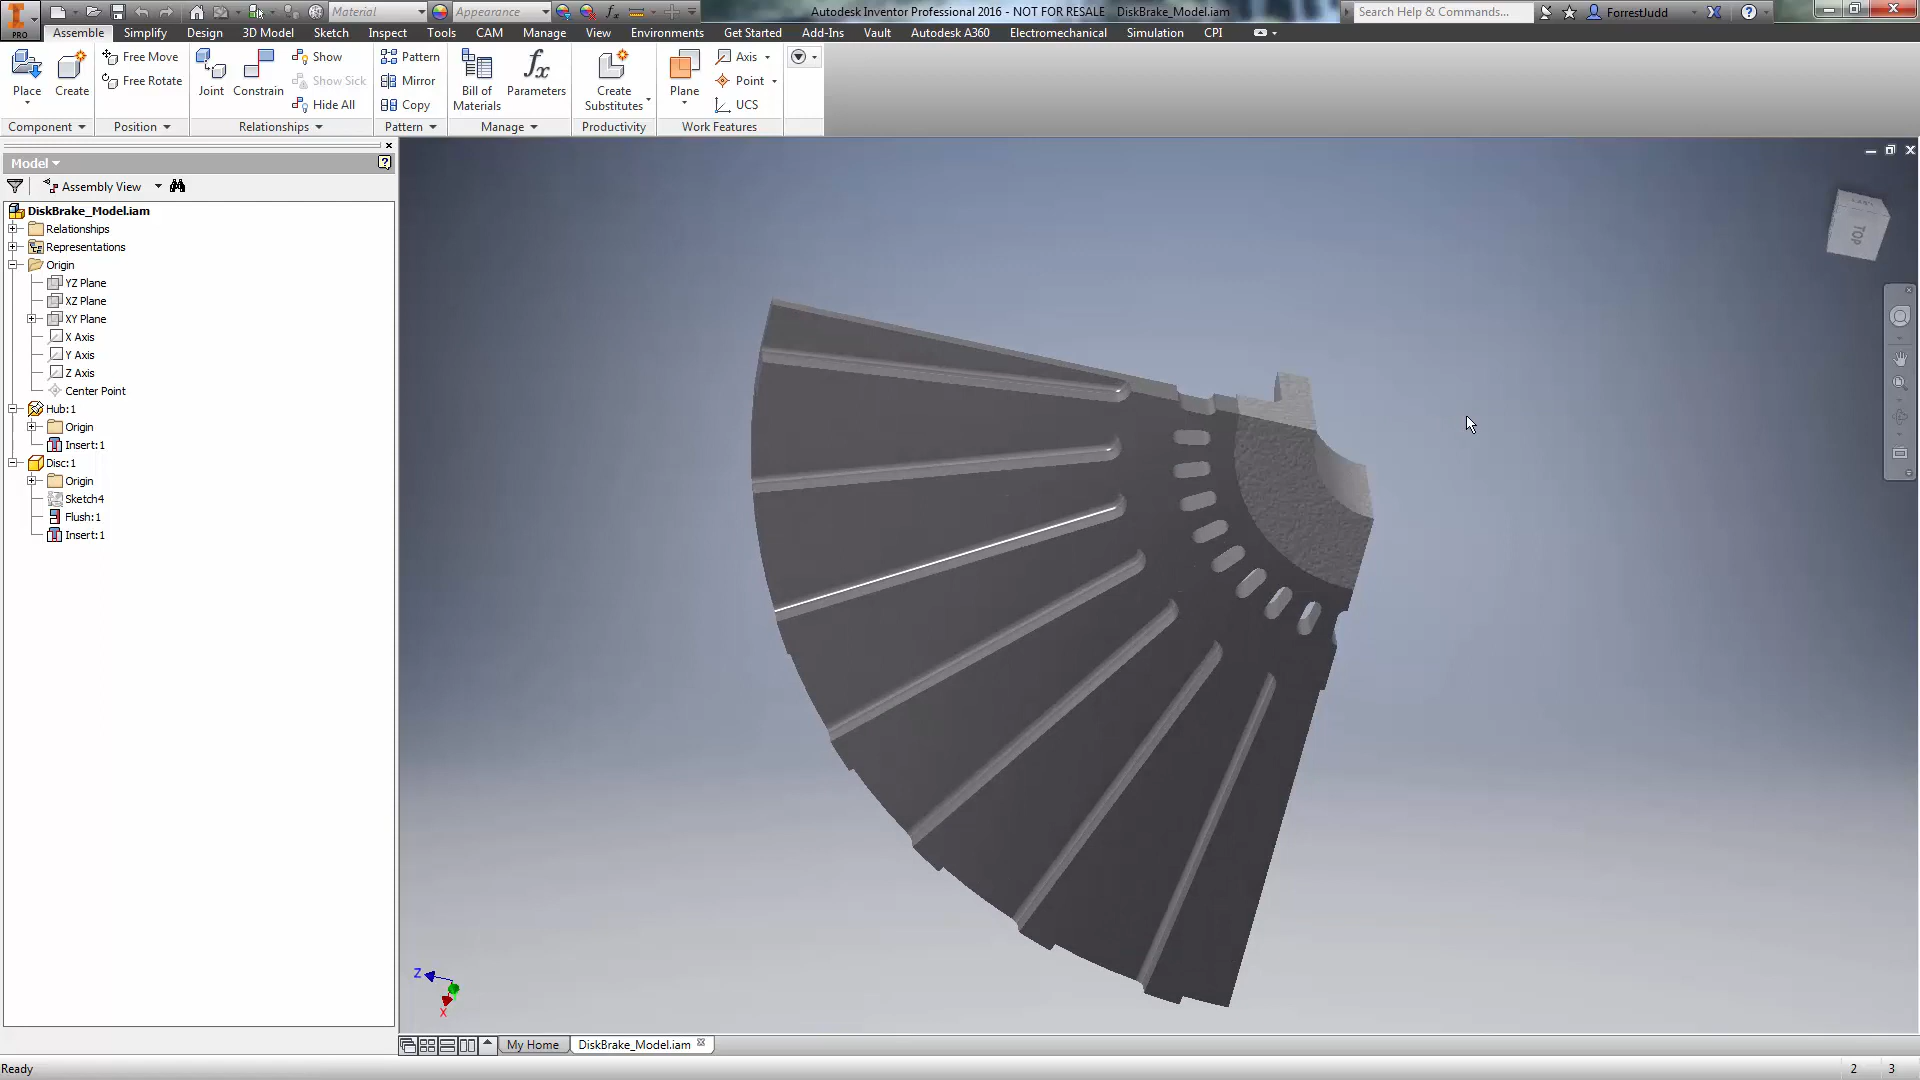 Material
Appearance
Autodesk Inventor Professional 2016 - NOT FOR RESALE DiskBrake_Model.iam
Search Help & Commands...
ForrestJudd
PRO
Assemble Simplify Design 3D Model Sketch Inspect Tools CAM Manage View Environments Get Started Add-Ins Vault Autodesk A360 Electromechanical Simulation CPI
Place
Create
Free Move
Free Rotate
Joint
Constrain
Show
Show Sick
Hide All
Pattern
Mirror
Copy
Bill of
Materials
Parameters
Create
Substitutes
Plane
Axis
Point
UCS
Component Position Relationships Pattern Manage Productivity Work Features
Model
Assembly View
DiskBrake_Model.iam
Relationships
Representations
Origin
YZ Plane
XZ Plane
XY Plane
X Axis
Y Axis
Z Axis
Center Point
Hub:1
Origin
Insert:1
Disc:1
Origin
Sketch4
Flush:1
Insert:1
TOP
Z
X
My Home
DiskBrake_Model.iam
Ready
2 3